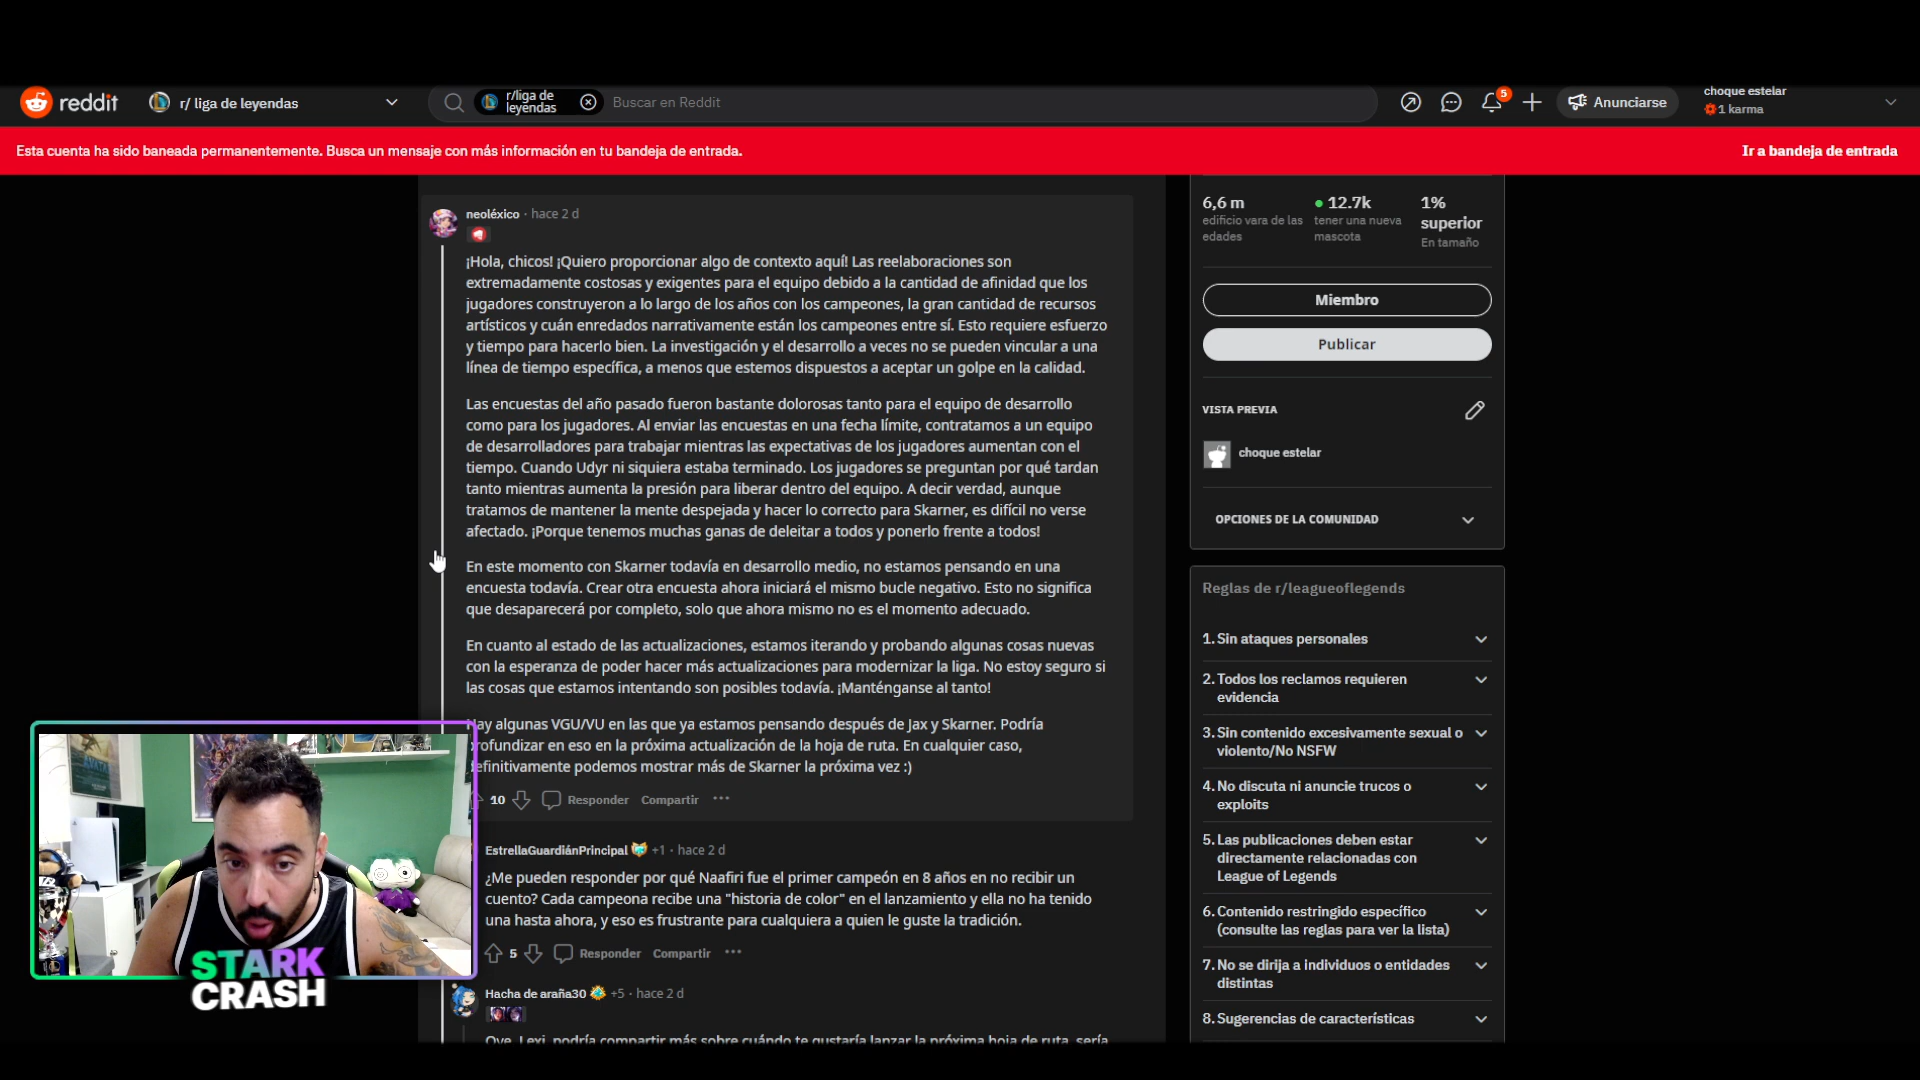 reddit
r/ liga de leyendas
r/liga de
leyendas
Buscar en Reddit
5
Anunciarse
choque estelar
1 karma
Esta cuenta ha sido baneada permanentemente. Busca un mensaje con más información en tu bandeja de entrada.
Ir a bandeja de entrada
neoléxico · hace 2 d
¡Hola, chicos! ¡Quiero proporcionar algo de contexto aquí! Las reelaboraciones son
extremadamente costosas y exigentes para el equipo debido a la cantidad de afinidad que los
jugadores construyeron a lo largo de los años con los campeones, la gran cantidad de recursos
artísticos y cuán enredados narrativamente están los campeones entre sí. Esto requiere esfuerzo
y tiempo para hacerlo bien. La investigación y el desarrollo a veces no se pueden vincular a una
línea de tiempo específica, a menos que estemos dispuestos a aceptar un golpe en la calidad.
Las encuestas del año pasado fueron bastante dolorosas tanto para el equipo de desarrollo
como para los jugadores. Al enviar las encuestas en una fecha límite, contratamos a un equipo
de desarrolladores para trabajar mientras las expectativas de los jugadores aumentan con el
tiempo. Cuando Udyr ni siquiera estaba terminado. Los jugadores se preguntan por qué tardan
tanto mientras aumenta la presión para liberar dentro del equipo. A decir verdad, aunque
tratamos de mantener la mente despejada y hacer lo correcto para Skarner, es difícil no verse
afectado. ¡Porque tenemos muchas ganas de deleitar a todos y ponerlo frente a todos!
En este momento con Skarner todavía en desarrollo medio, no estamos pensando en una
encuesta todavía. Crear otra encuesta ahora iniciará el mismo bucle negativo. Esto no significa
que desaparecerá por completo, solo que ahora mismo no es el momento adecuado.
En cuanto al estado de las actualizaciones, estamos iterando y probando algunas cosas nuevas
con la esperanza de poder hacer más actualizaciones para modernizar la liga. No estoy seguro si
las cosas que estamos intentando son posibles todavía. ¡Manténganse al tanto!
Hay algunas VGU/VU en las que ya estamos pensando después de Jax y Skarner. Podría
profundizar en eso en la próxima actualización de la hoja de ruta. En cualquier caso,
definitivamente podemos mostrar más de Skarner la próxima vez :)
10 Responder Compartir ···
EstrellaGuardiánPrincipal +1 · hace 2 d
¿Me pueden responder por qué Naafiri fue el primer campeón en 8 años en no recibir un
cuento? Cada campeona recibe una "historia de color" en el lanzamiento y ella no ha tenido
una hasta ahora, y eso es frustrante para cualquiera a quien le guste la tradición.
5 Responder Compartir ···
Hacha de araña30 +5 · hace 2 d
Oye, Lexi, podría compartir más sobre cuándo te gustaría lanzar la próxima hoja de ruta, sería
6,6 m
edificio vara de las
edades
12.7k
tener una nueva
mascota
1%
superior
En tamaño
Miembro
Publicar
VISTA PREVIA
choque estelar
OPCIONES DE LA COMUNIDAD
Reglas de r/leagueoflegends
1. Sin ataques personales
2. Todos los reclamos requieren
evidencia
3. Sin contenido excesivamente sexual o
violento/No NSFW
4. No discuta ni anuncie trucos o
exploits
5. Las publicaciones deben estar
directamente relacionadas con
League of Legends
6. Contenido restringido específico
(consulte las reglas para ver la lista)
7. No se dirija a individuos o entidades
distintas
8. Sugerencias de características
AVATAR
STARK
CRASH